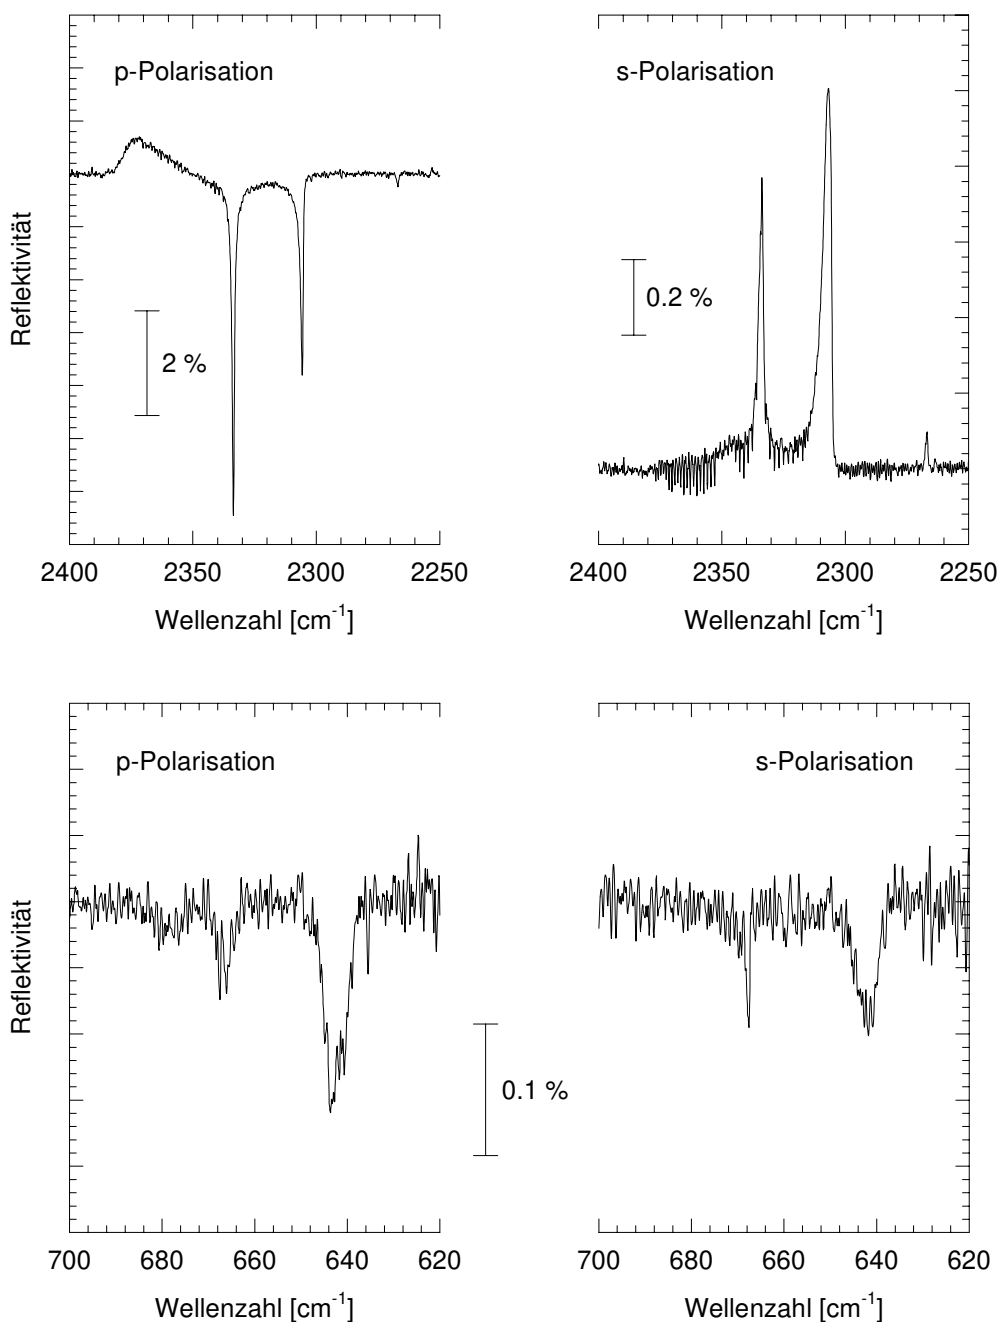 p-Polarisation
s-Polarisation
Reflektivität
2 %
0.2 %
2400 2350 2300 2250
2400 2350 2300 2250
Wellenzahl [cm-1]
Wellenzahl [cm-1]
p-Polarisation
s-Polarisation
Reflektivität
0.1 %
700 680 660 640 620
700 680 660 640 620
Wellenzahl [cm-1]
Wellenzahl [cm-1]